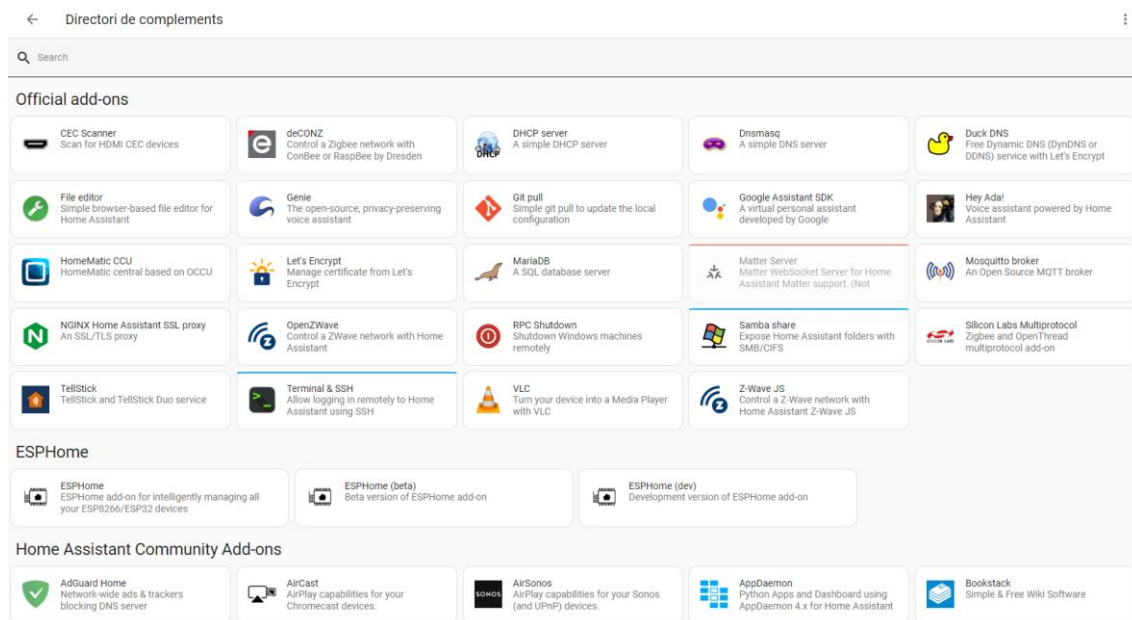 Directori de complements
Search
Official add-ons
CEC Scanner
Scan for HDMI CEC devices
deCONZ
Control a Zigbee network with
ConBee or RaspBee by Dresden
DHCP
DHCP server
A simple DHCP server
Dnsmasq
A simple DNS server
Duck DNS
Free Dynamic DNS (DynDNS or
DDNS) service with Let's Encrypt
File editor
Simple browser-based file editor for
Home Assistant
Genie
The open-source, privacy-preserving
voice assistant
Git pull
Simple git pull to update the local
configuration
Google Assistant SDK
A virtual personal assistant
developed by Google
Hey Ada!
Voice assistant powered by Home
Assistant
HomeMatic CCU
HomeMatic central based on OCCU
Let's Encrypt
Manage certificate from Let's
Encrypt
MariaDB
A SQL database server
Matter Server
Matter WebSocket Server for Home
Assistant Matter support. (Not
Mosquitto broker
An Open Source MQTT broker
NGINX Home Assistant SSL proxy
An SSL/TLS proxy
OpenZWave
Control a ZWave network with Home
Assistant
RPC Shutdown
Shutdown Windows machines
remotely
Samba share
Expose Home Assistant folders with
SMB/CIFS
SILICON LABS
Silicon Labs Multiprotocol
Zigbee and OpenThread
multiprotocol add-on
TellStick
TellStick and TellStick Duo service
Terminal & SSH
Allow logging in remotely to Home
Assistant using SSH
VLC
Turn your device into a Media Player
with VLC
Z-Wave JS
Control a Z-Wave network with
Home Assistant Z-Wave JS
ESPHome
ESPHome
ESPHome add-on for intelligently managing all
your ESP8266/ESP32 devices
ESPHome (beta)
Beta version of ESPHome add-on
ESPHome (dev)
Development version of ESPHome add-on
Home Assistant Community Add-ons
AdGuard Home
Network-wide ads & trackers
blocking DNS server
AirCast
AirPlay capabilities for your
Chromecast devices.
SONOS
AirSonos
AirPlay capabilities for your Sonos
(and UPnP) devices.
AppDaemon
Python Apps and Dashboard using
AppDaemon 4.x for Home Assistant
Bookstack
Simple & Free Wiki Software